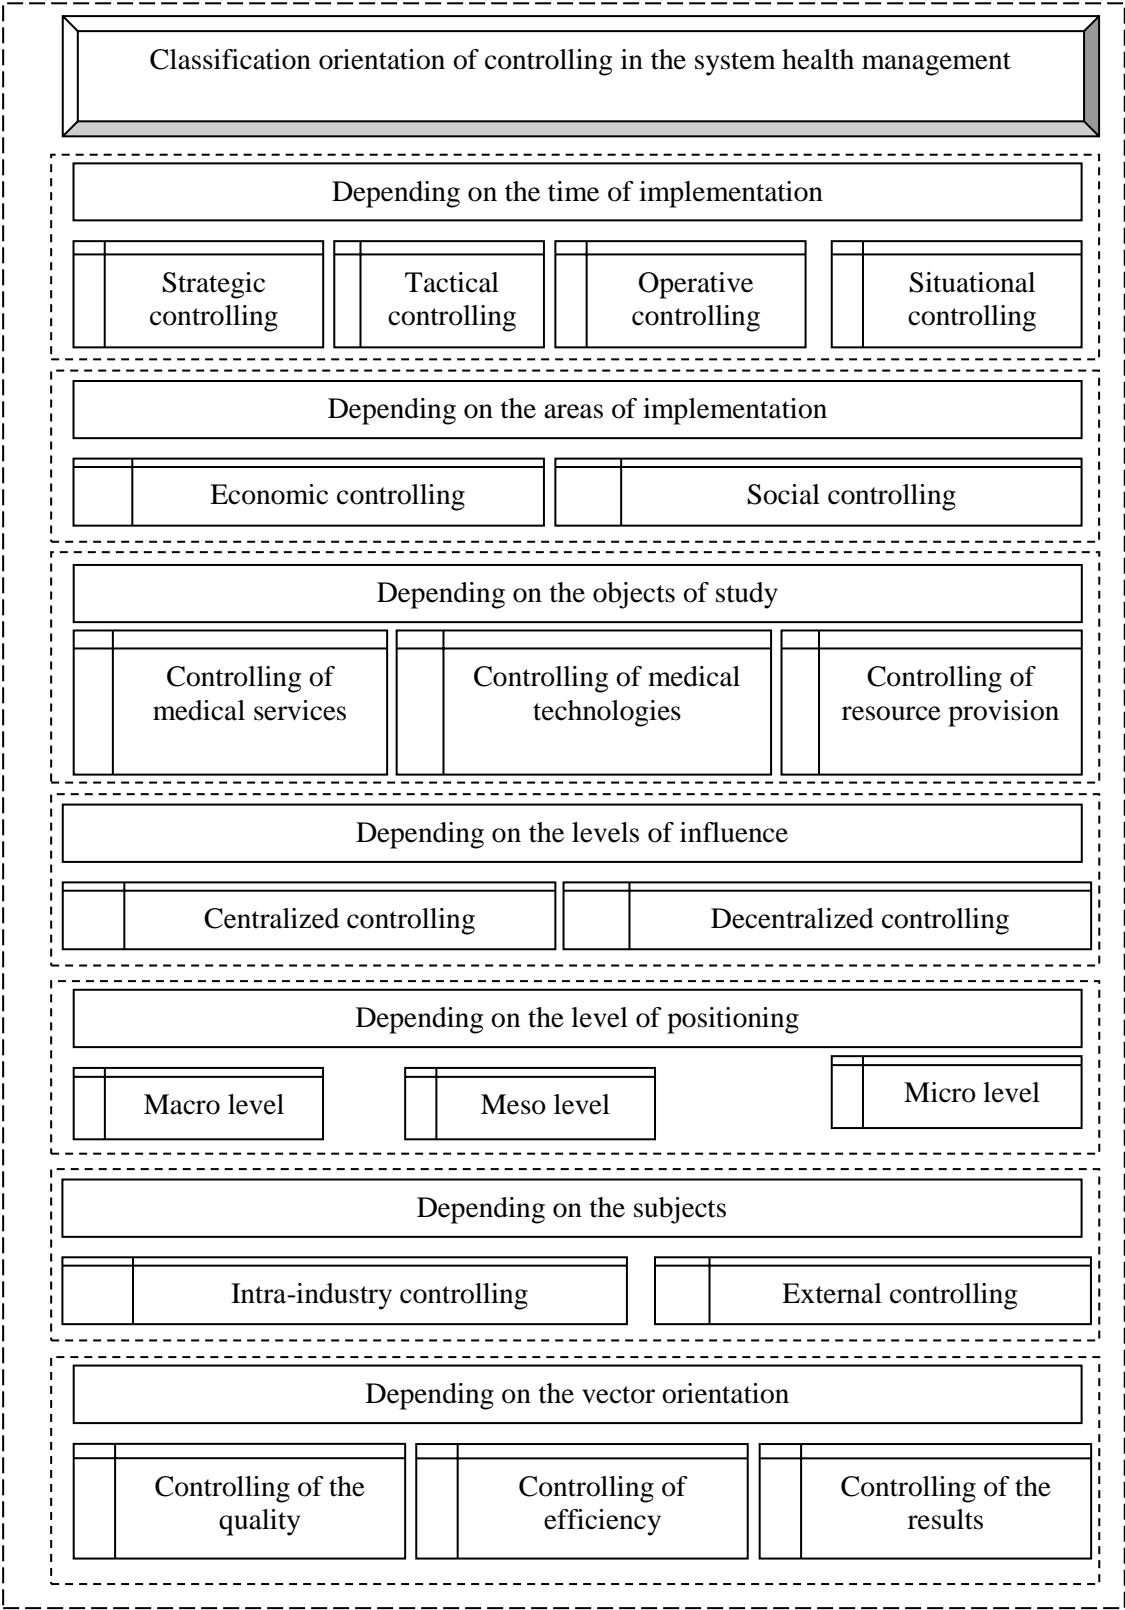 Classification orientation of controlling in the system health management
Depending on the time of implementation
Strategic
controlling
Tactical
controlling
Operative
controlling
Situational
controlling
Depending on the areas of implementation
Economic controlling
Social controlling
Depending on the objects of study
Controlling of
medical services
Controlling of medical
technologies
Controlling of
resource provision
Depending on the levels of influence
Centralized controlling
Decentralized controlling
Depending on the level of positioning
Macro level
Meso level
Micro level
Depending on the subjects
Intra-industry controlling
External controlling
Depending on the vector orientation
Controlling of the
quality
Controlling of
efficiency
Controlling of the
results